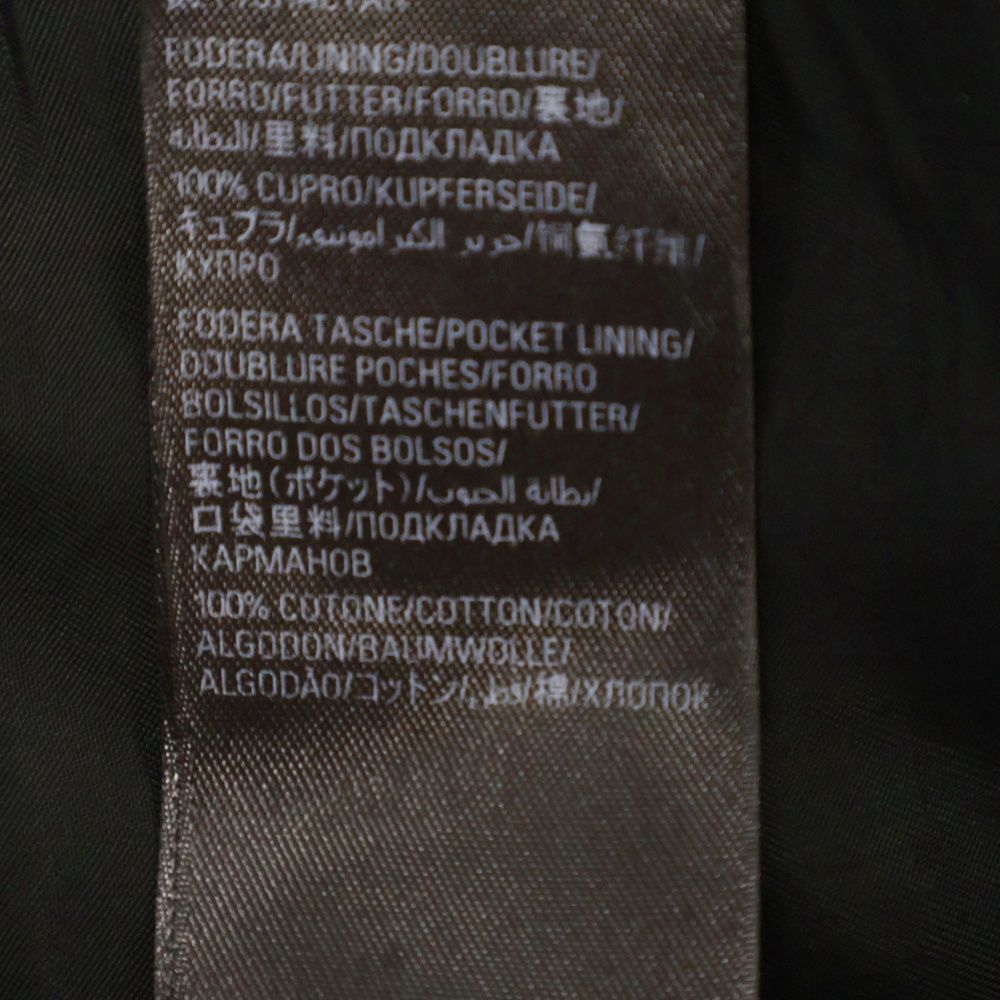 FODERA/LINING/DOUBLURE/
FORRO/FUTTER/FORRO/裏地/
البطانة/里料/ПОДКЛАДКА
100% CUPRO/KUPFERSEIDE/
キュプラ/حرير الكبرامونيوم/铜氨纤维/
КУПРО
FODERA TASCHE/POCKET LINING/
DOUBLURE POCHES/FORRO
BOLSILLOS/TASCHENFUTTER/
FORRO DOS BOLSOS/
裏地(ポケット)/بطانة الجيوب/
口袋里料/ПОДКЛАДКА
КАРМАНОВ
100% COTONE/COTTON/COTON/
ALGODON/BAUMWOLLE/
ALGODÃO/コットン/قطن/棉/ХЛОПОК